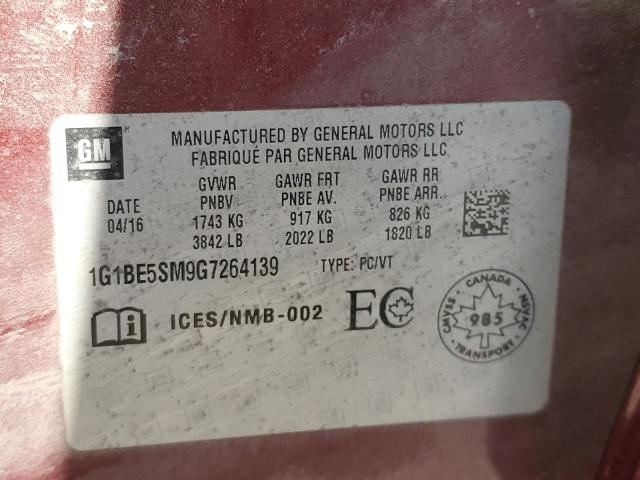 GM
MANUFACTURED BY GENERAL MOTORS LLC
FABRIQUÉ PAR GENERAL MOTORS LLC
DATE
04/16
GVWR
PNBV
1743 KG
3842 LB
GAWR FRT
PNBE AV.
917 KG
2022 LB
GAWR RR
PNBE ARR.
826 KG
1820 LB
1G1BE5SM9G7264139 TYPE: PC/VT
i ICES/NMB-002 EC
CANADA
CMVSS 985 NSVAC
TRANSPORT